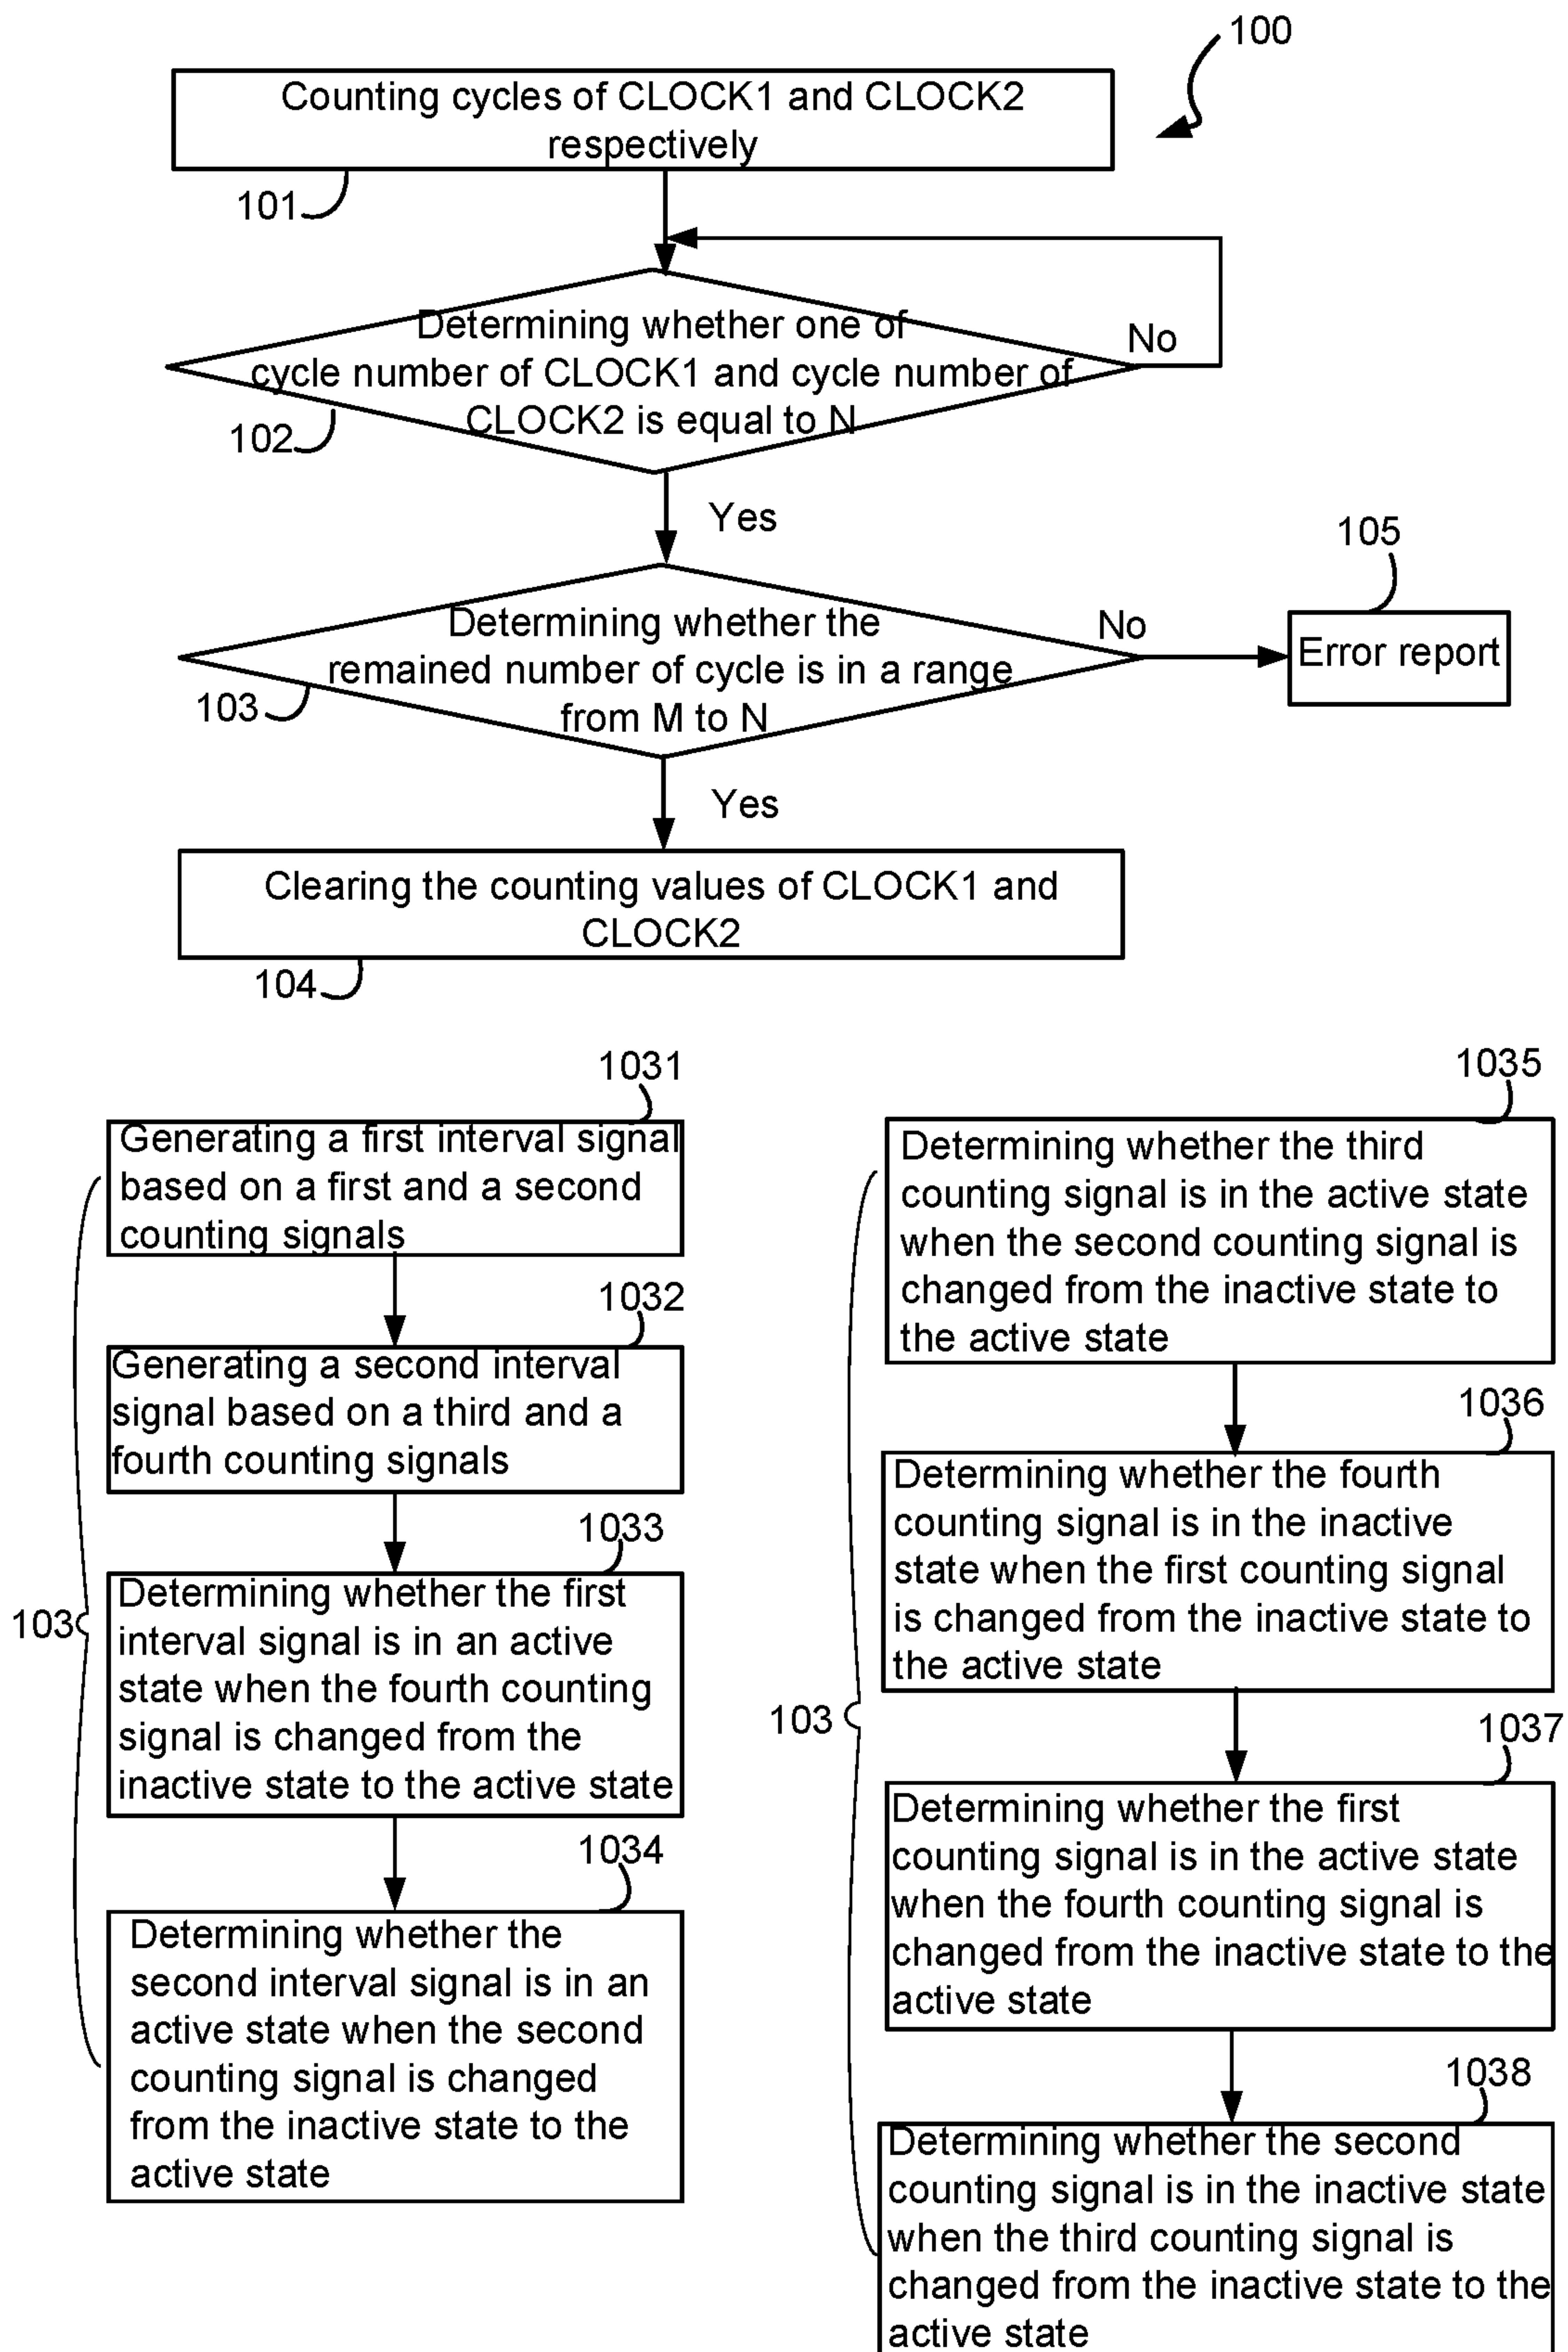 100
Counting cycles of CLOCK1 and CLOCK2
respectively
101
Determining whether one of
cycle number of CLOCK1 and cycle number of
CLOCK2 is equal to N
No
102
Yes
105
Determining whether the
remained number of cycle is in a range
from M to N
No
Error report
103
Yes
Clearing the counting values of CLOCK1 and
CLOCK2
104
1031
Generating a first interval signal
based on a first and a second
counting signals
1032
Generating a second interval
signal based on a third and a
fourth counting signals
1033
Determining whether the first
interval signal is in an active
state when the fourth counting
signal is changed from the
inactive state to the active state
103
1034
Determining whether the
second interval signal is in an
active state when the second
counting signal is changed
from the inactive state to the
active state
1035
Determining whether the third
counting signal is in the active state
when the second counting signal is
changed from the inactive state to
the active state
1036
Determining whether the fourth
counting signal is in the inactive
state when the first counting signal
is changed from the inactive state to
the active state
103
1037
Determining whether the first
counting signal is in the active state
when the fourth counting signal is
changed from the inactive state to the
active state
1038
Determining whether the second
counting signal is in the inactive state
when the third counting signal is
changed from the inactive state to the
active state